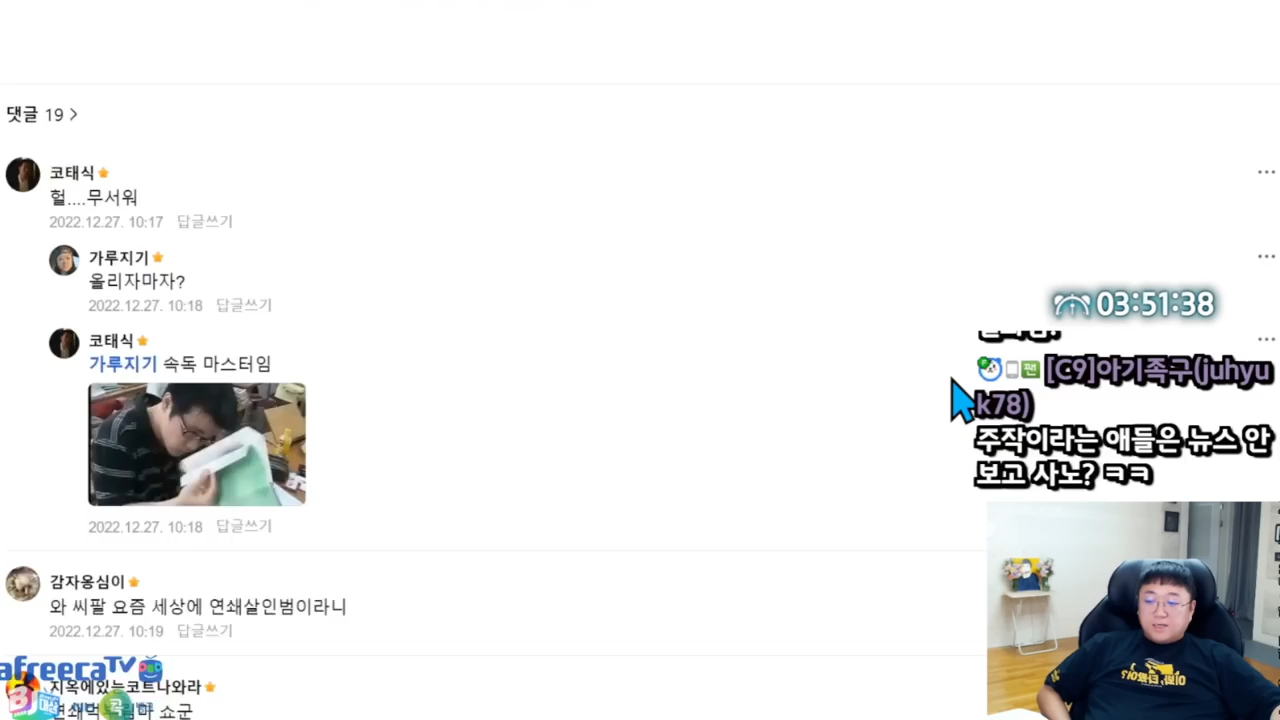 댓글 19 >
코태식
헐....무서워
2022.12.27. 10:17 답글쓰기
가루지기
올리자마자?
2022.12.27. 10:18 답글쓰기
코태식
가루지기 속독 마스터임
2022.12.27. 10:18 답글쓰기
감자옹심이
와 씨팔 요즘 세상에 연쇄살인범이라니
2022.12.27. 10:19 답글쓰기
지옥에있는코트나와라
쇼군
03:51:38
[C9]아기족구(juhyu
k78)
주작이라는 애들은 뉴스 안
보고 사노? ㅋㅋ
afreecaTV
BJ